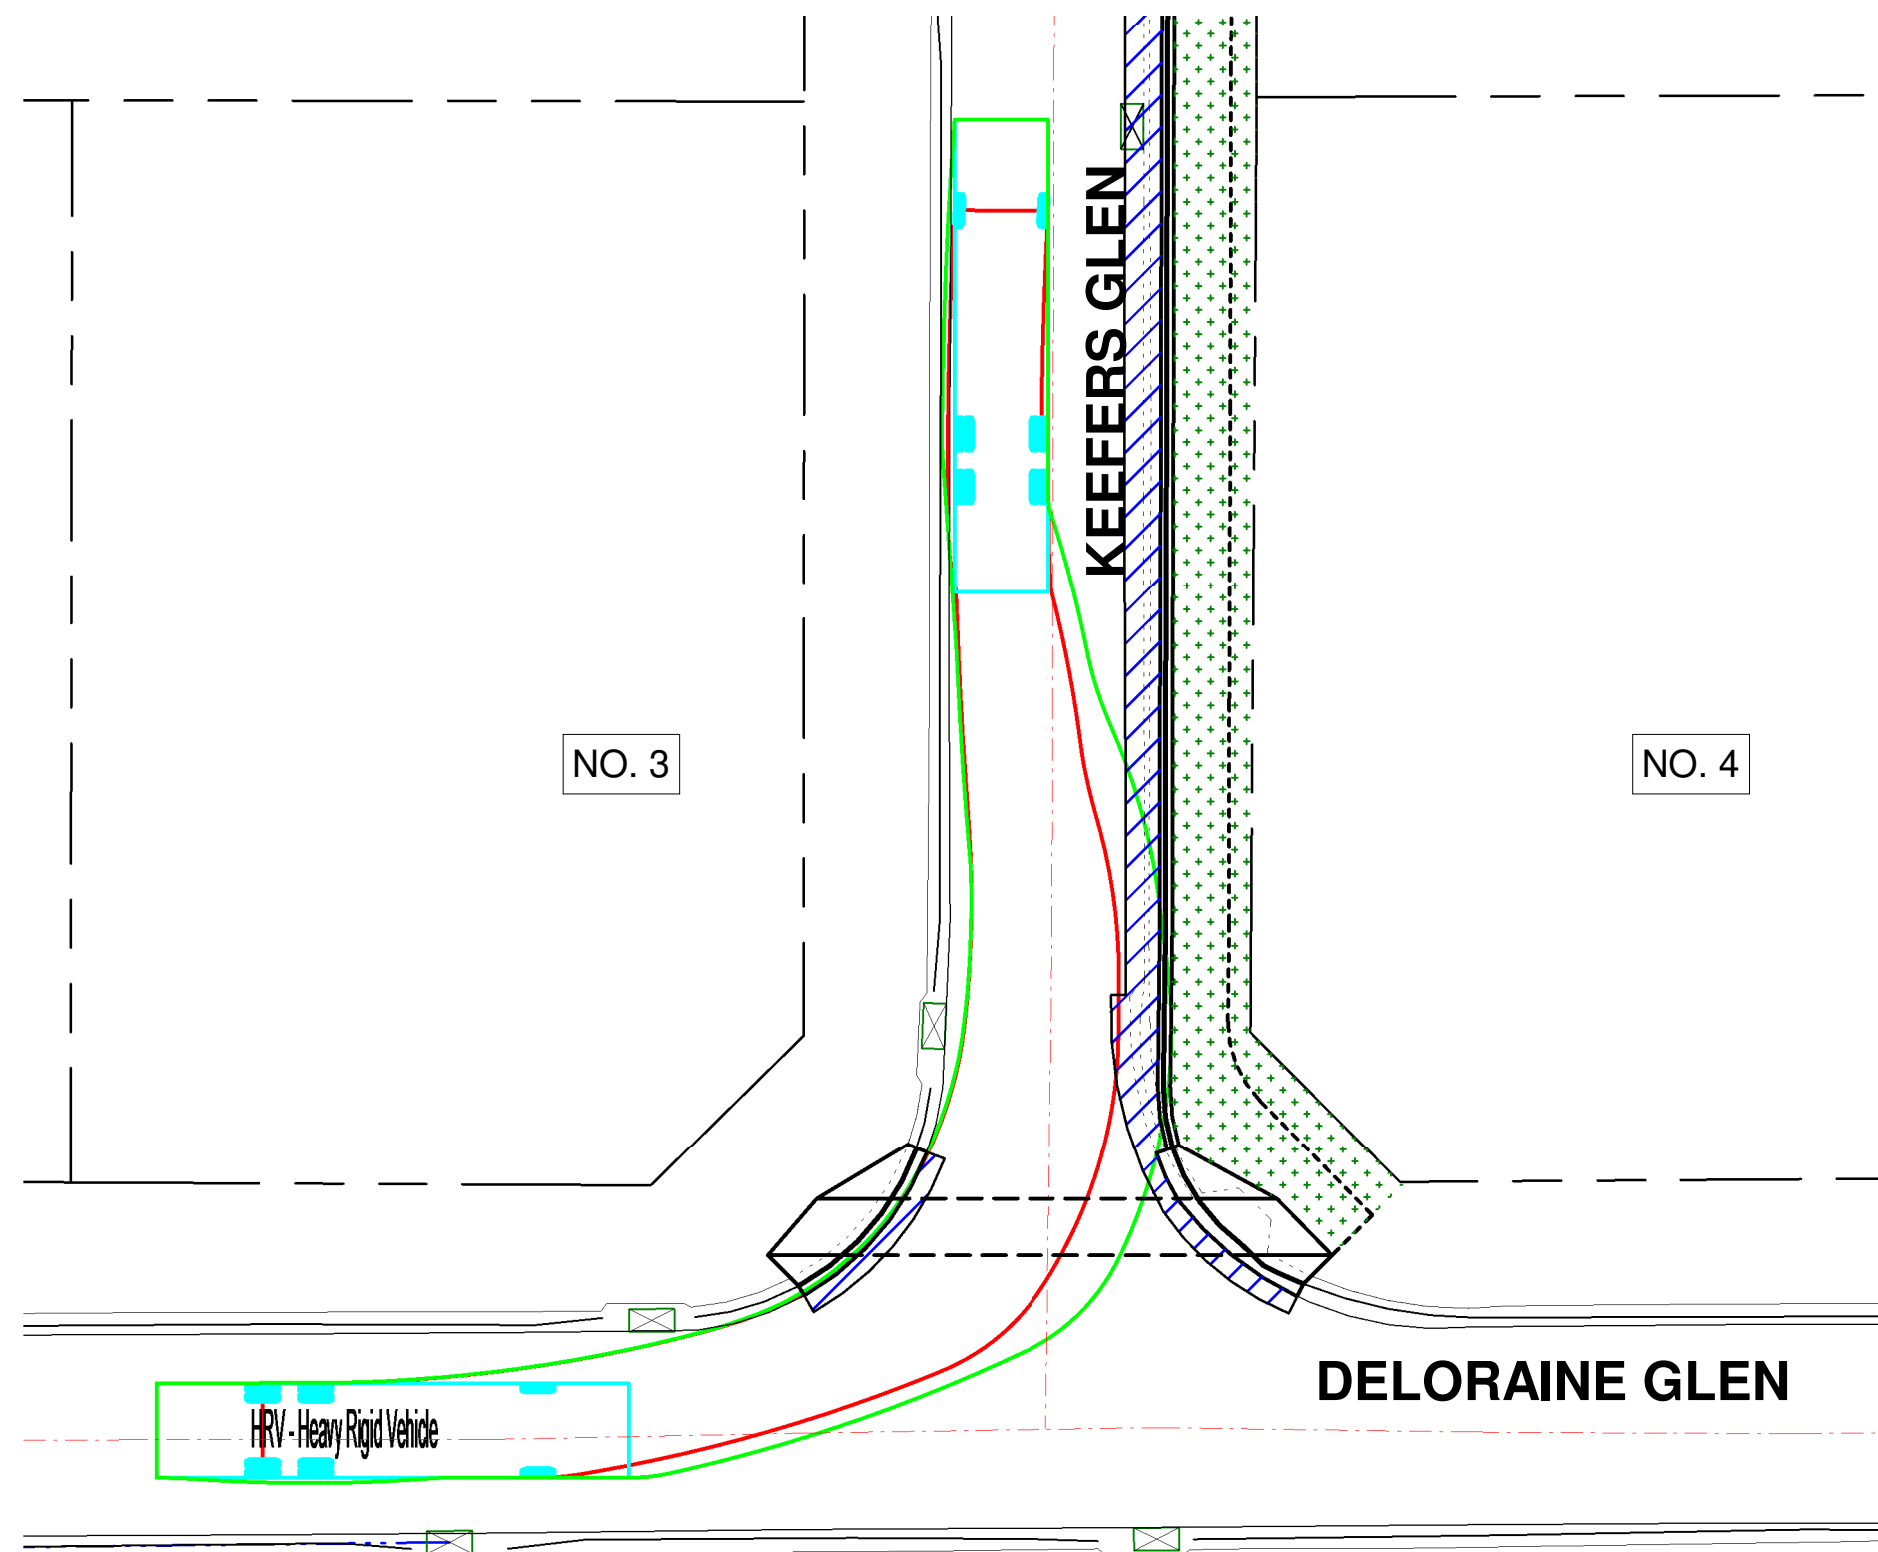 KEEFERS GLEN
NO. 3
NO. 4
DELORAINE GLEN
HRV - Heavy Rigid Vehicle